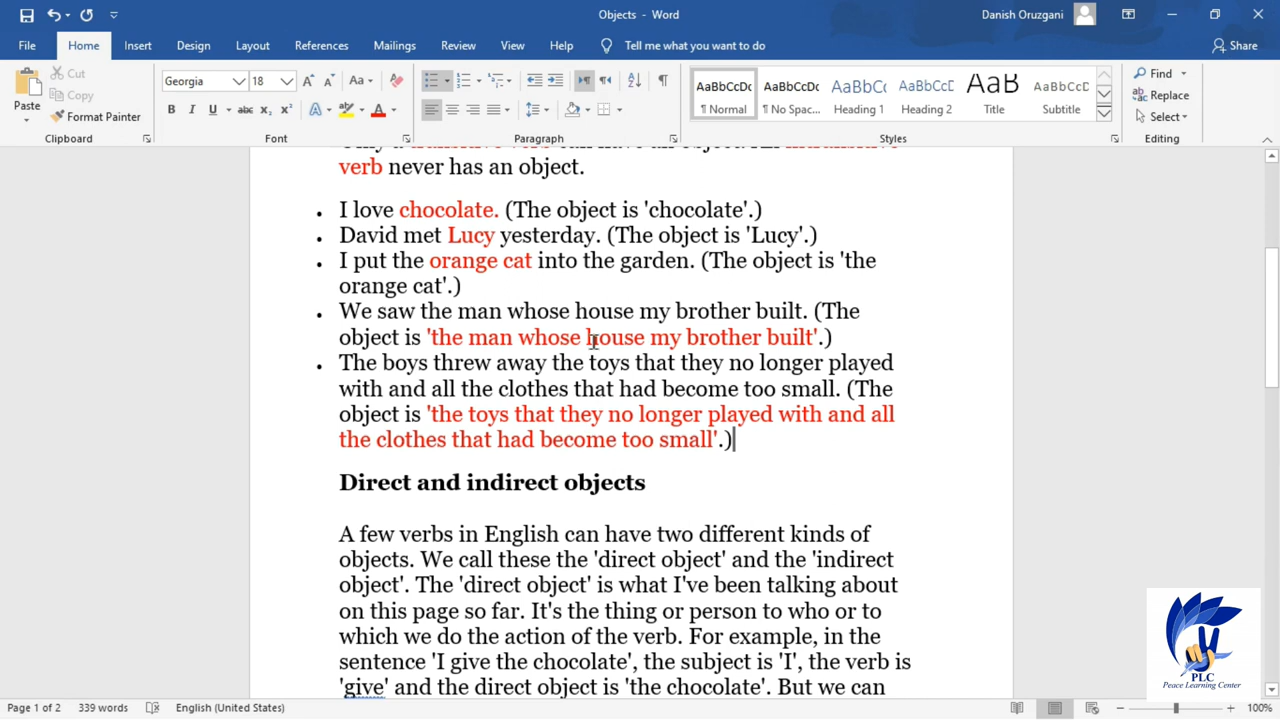 Objects - Word
Danish Oruzgani
File Home Insert Design Layout References Mailings Review View Help Tell me what you want to do Share
Paste
Cut
Copy
Format Painter
Clipboard
Georgia 18
Font
Paragraph
AaBbCcDc AaBbCcDc AaBbCc AaBbCcC AaB AaBbCcC
¶ Normal ¶ No Spac... Heading 1 Heading 2 Title Subtitle
Styles
Find
Replace
Select
Editing
verb never has an object.
• I love chocolate. (The object is 'chocolate'.)
• David met Lucy yesterday. (The object is 'Lucy'.)
• I put the orange cat into the garden. (The object is 'the
orange cat'.)
• We saw the man whose house my brother built. (The
object is 'the man whose house my brother built'.)
• The boys threw away the toys that they no longer played
with and all the clothes that had become too small. (The
object is 'the toys that they no longer played with and all
the clothes that had become too small'.)
Direct and indirect objects
A few verbs in English can have two different kinds of
objects. We call these the 'direct object' and the 'indirect
object'. The 'direct object' is what I've been talking about
on this page so far. It's the thing or person to who or to
which we do the action of the verb. For example, in the
sentence 'I give the chocolate', the subject is 'I', the verb is
'give' and the direct object is 'the chocolate'. But we can
PLC
Peace Learning Center
Page 1 of 2 339 words English (United States) 100%